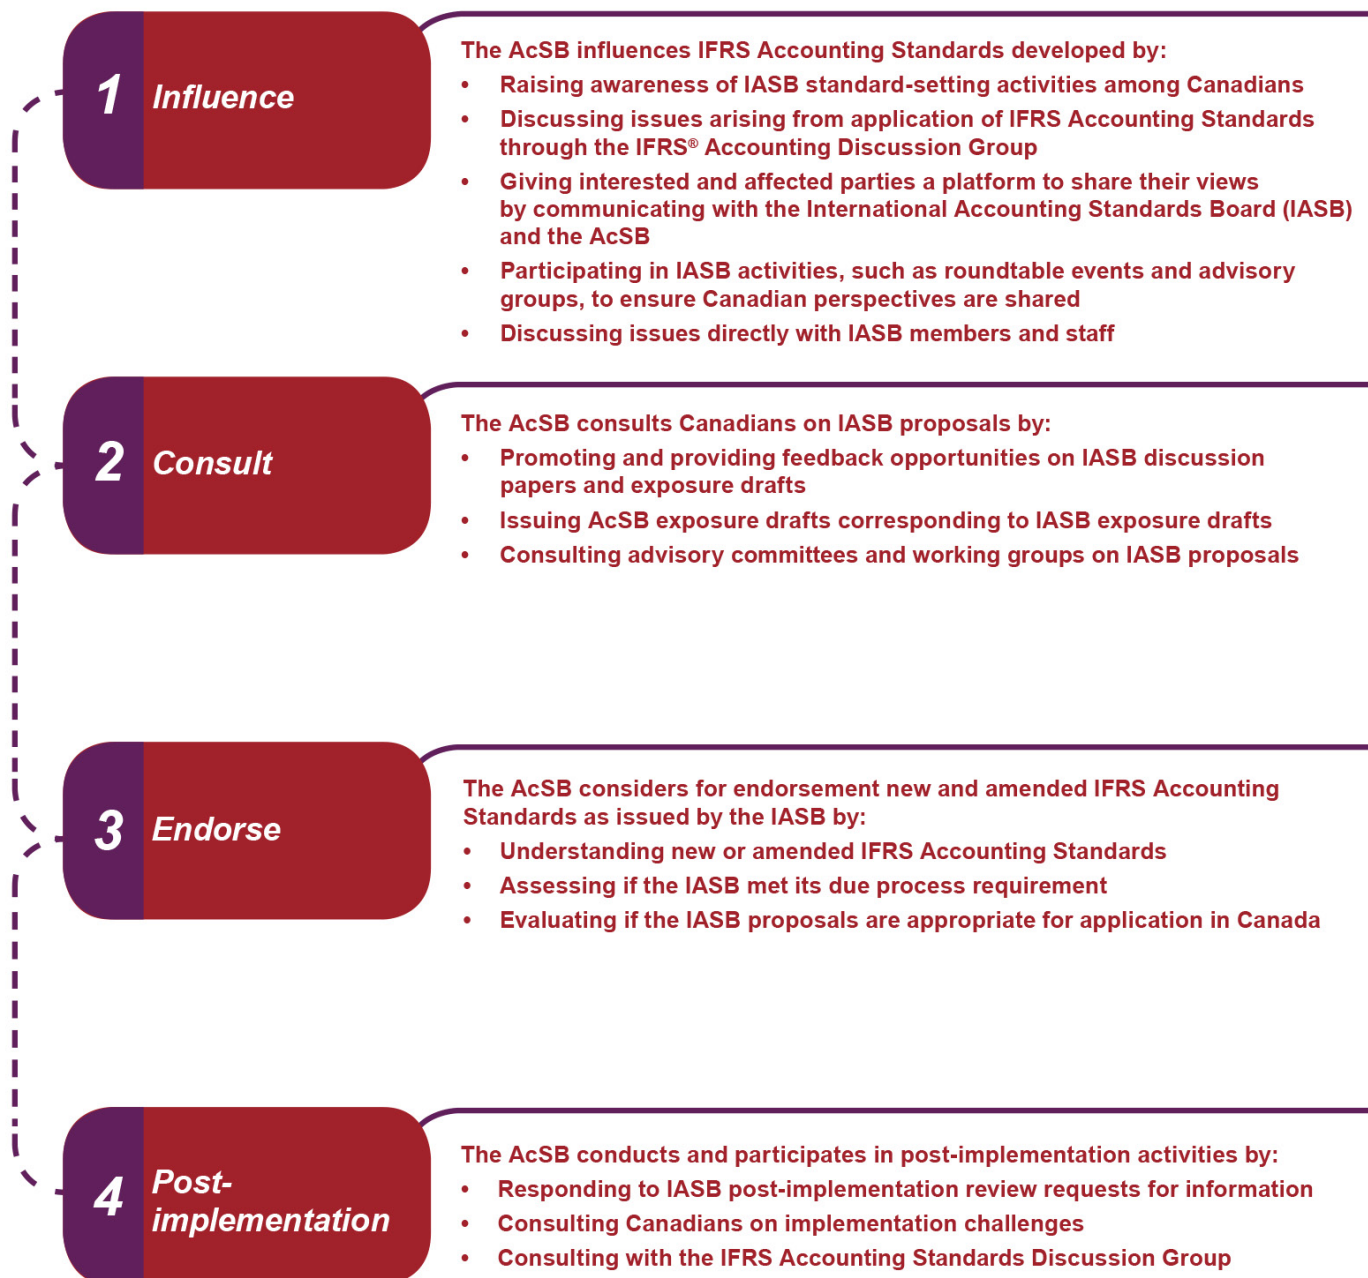 1 Influence
The AcSB influences IFRS Accounting Standards developed by:
• Raising awareness of IASB standard-setting activities among Canadians
• Discussing issues arising from application of IFRS Accounting Standards
through the IFRS® Accounting Discussion Group
• Giving interested and affected parties a platform to share their views
by communicating with the International Accounting Standards Board (IASB)
and the AcSB
• Participating in IASB activities, such as roundtable events and advisory
groups, to ensure Canadian perspectives are shared
• Discussing issues directly with IASB members and staff
2 Consult
The AcSB consults Canadians on IASB proposals by:
• Promoting and providing feedback opportunities on IASB discussion
papers and exposure drafts
• Issuing AcSB exposure drafts corresponding to IASB exposure drafts
• Consulting advisory committees and working groups on IASB proposals
3 Endorse
The AcSB considers for endorsement new and amended IFRS Accounting
Standards as issued by the IASB by:
• Understanding new or amended IFRS Accounting Standards
• Assessing if the IASB met its due process requirement
• Evaluating if the IASB proposals are appropriate for application in Canada
4 Post-
implementation
The AcSB conducts and participates in post-implementation activities by:
• Responding to IASB post-implementation review requests for information
• Consulting Canadians on implementation challenges
• Consulting with the IFRS Accounting Standards Discussion Group